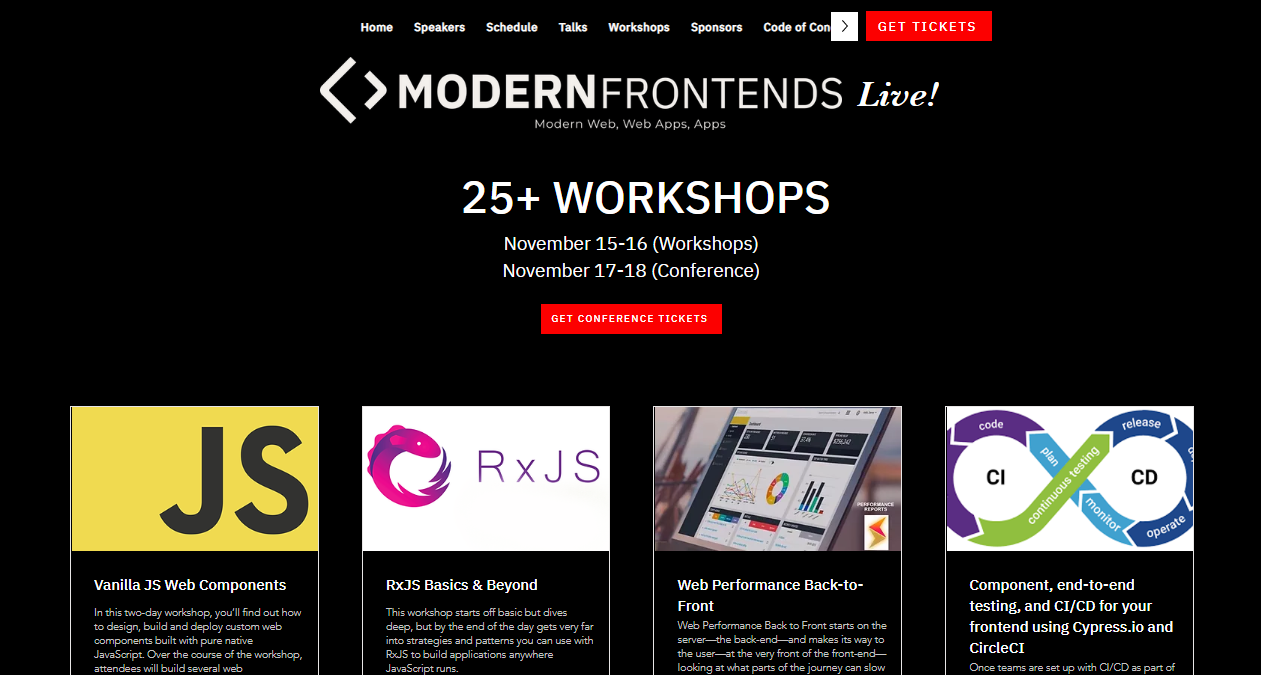 Home Speakers Schedule Talks Workshops Sponsors Code of Con > GET TICKETS
MODERNFRONTENDS Live!
Modern Web, Web Apps, Apps
25+ WORKSHOPS
November 15-16 (Workshops)
November 17-18 (Conference)
GET CONFERENCE TICKETS
JS
Vanilla JS Web Components
In this two-day workshop, you'll find out how
to design, build and deploy custom web
components built with pure native
JavaScript. Over the course of the workshop,
attendees will build several web
RxJS
RxJS Basics & Beyond
This workshop starts off basic but dives
deep, but by the end of the day gets very far
into strategies and patterns you can use with
RxJS to build applications anywhere
JavaScript runs.
PERFORMANCE
REPORTS
Web Performance Back-to-
Front
Web Performance Back to Front starts on the
server—the back-end—and makes its way to
the user—at the very front of the front-end—
looking at what parts of the journey can slow
code
release
plan
CI
CD
continuous testing
monitor
operate
Component, end-to-end
testing, and CI/CD for your
frontend using Cypress.io and
CircleCI
Once teams are set up with CI/CD as part of